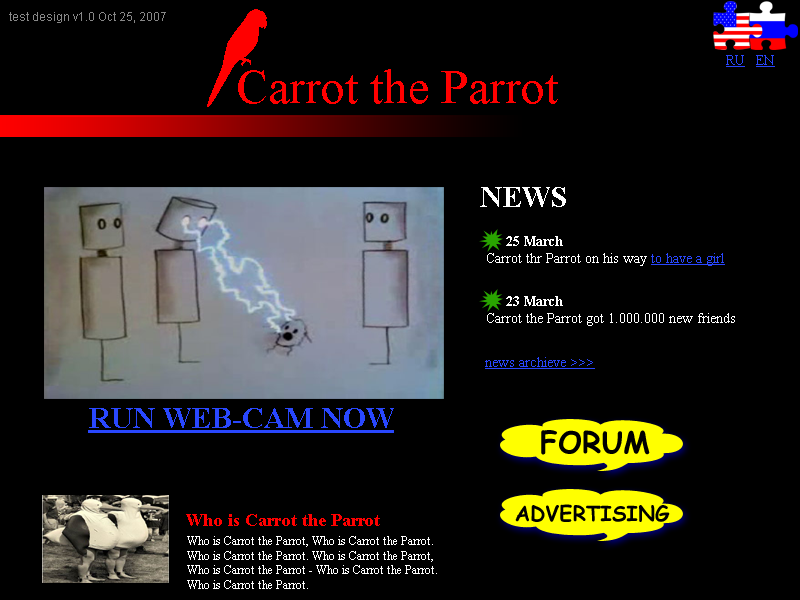 test design v1.0 Oct 25, 2007
RU EN
Carrot the Parrot
NEWS
25 March
Carrot thr Parrot on his way to have a girl
23 March
Carrot the Parrot got 1.000.000 new friends
news archieve >>>
RUN WEB-CAM NOW
FORUM
ADVERTISING
Who is Carrot the Parrot
Who is Carrot the Parrot, Who is Carrot the Parrot.
Who is Carrot the Parrot. Who is Carrot the Parrot,
Who is Carrot the Parrot - Who is Carrot the Parrot.
Who is Carrot the Parrot.